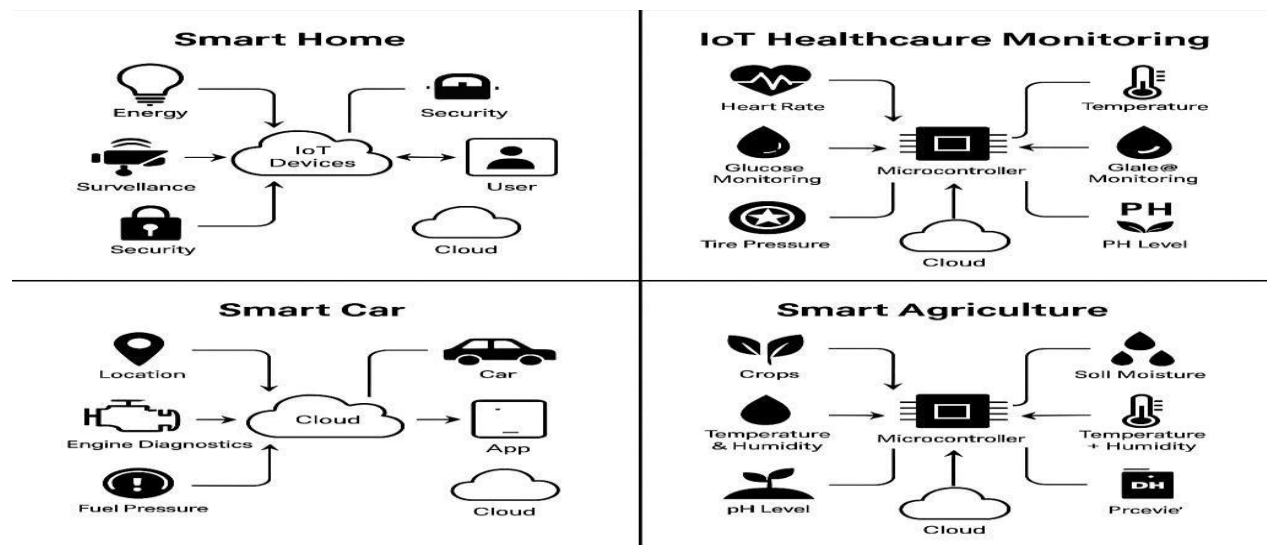 Smart Home
Energy
Security
IoT
Devices
Survellance
User
Security
Cloud
IoT Healthcaure Monitoring
Heart Rate
Temperature
Glucose
Monitoring
Microcontroller
Glale@
Monitoring
Tire Pressure
PH
PH Level
Cloud
Smart Car
Location
Car
Cloud
Engine Diagnostics
App
Fuel Pressure
Cloud
Smart Agriculture
Crops
Soil Moisture
Temperature
& Humidity
Microcontroller
Temperature
+ Humidity
pH Level
DH
Prcevie'
Cloud